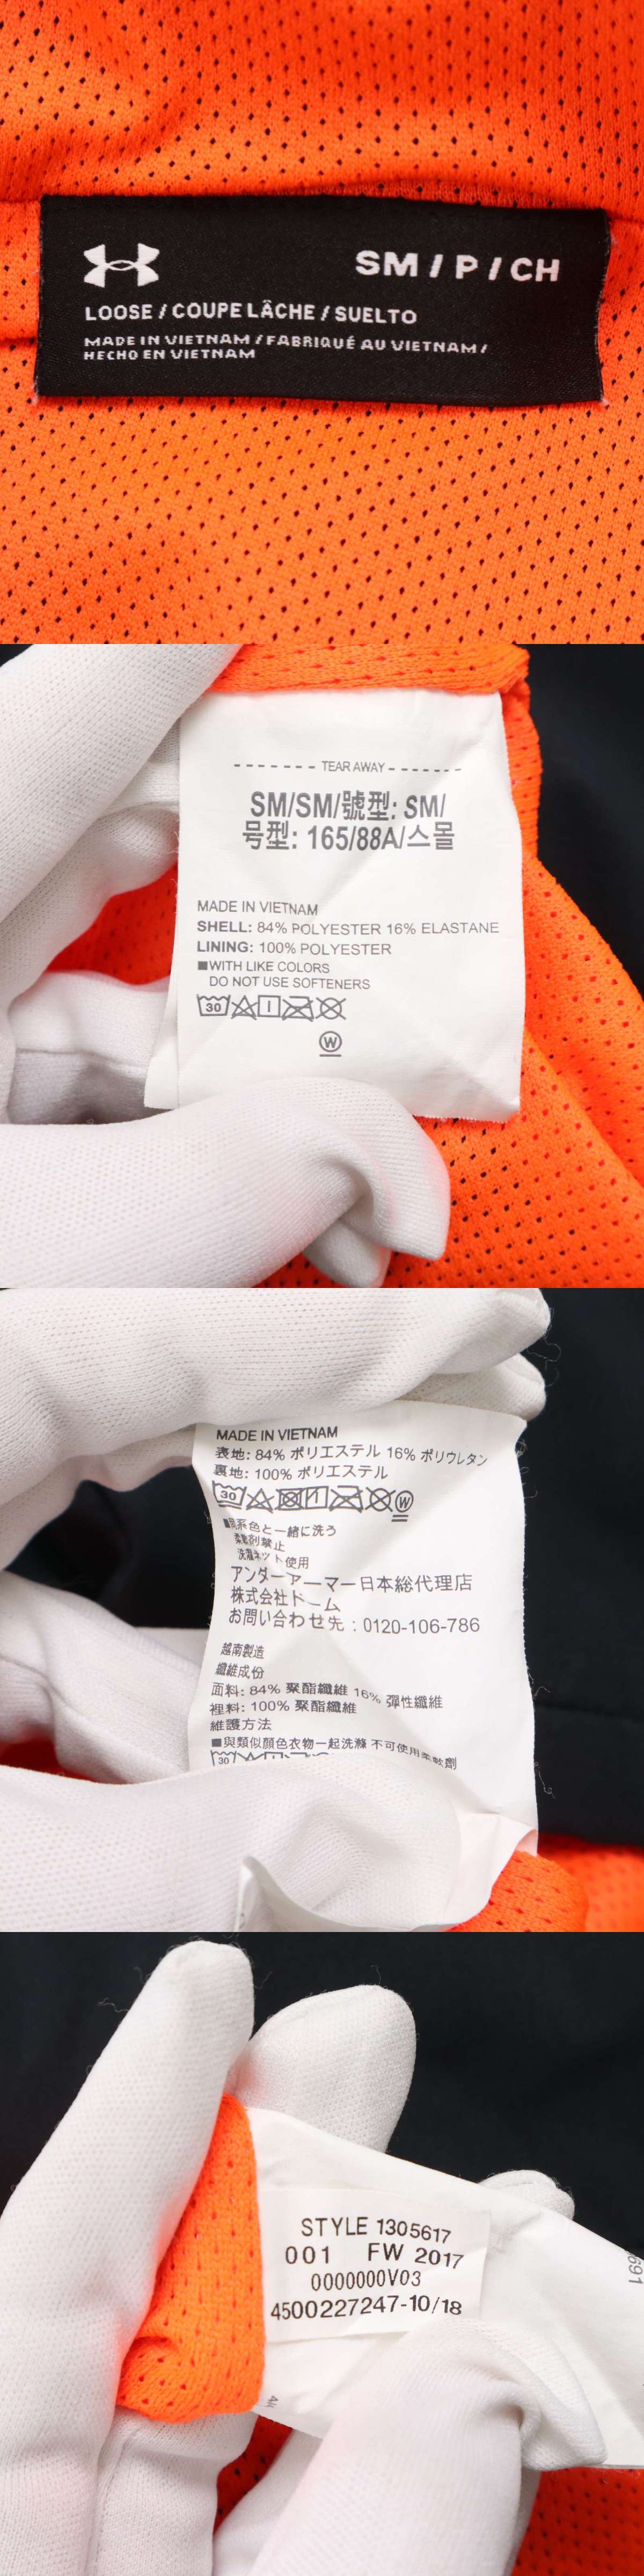 SM / P / CH
LOOSE / COUPE LÂCHE / SUELTO
MADE IN VIETNAM / FABRIQUÉ AU VIETNAM /
HECHO EN VIETNAM
TEAR AWAY
SM/SM/號型: SM/
号型: 165/88A/스몰
MADE IN VIETNAM
SHELL: 84% POLYESTER 16% ELASTANE
LINING: 100% POLYESTER
■WITH LIKE COLORS
DO NOT USE SOFTENERS
30
W
MADE IN VIETNAM
表地: 84% ポリエステル 16% ポリウレタン
裏地: 100% ポリエステル
30 W
■同系色と一緒に洗う
柔軟剤禁止
洗濯ネット使用
アンダーアーマー日本総代理店
株式会社ドーム
お問い合わせ先 : 0120-106-786
越南製造
纖維成份
面料: 84% 聚酯纖維 16% 彈性纖維
裡料: 100% 聚酯纖維
維護方法
■與類似顏色衣物一起洗滌 不可使用柔軟劑
30
STYLE 1305617
001 FW 2017
0000000V03
4500227247-10/18
691